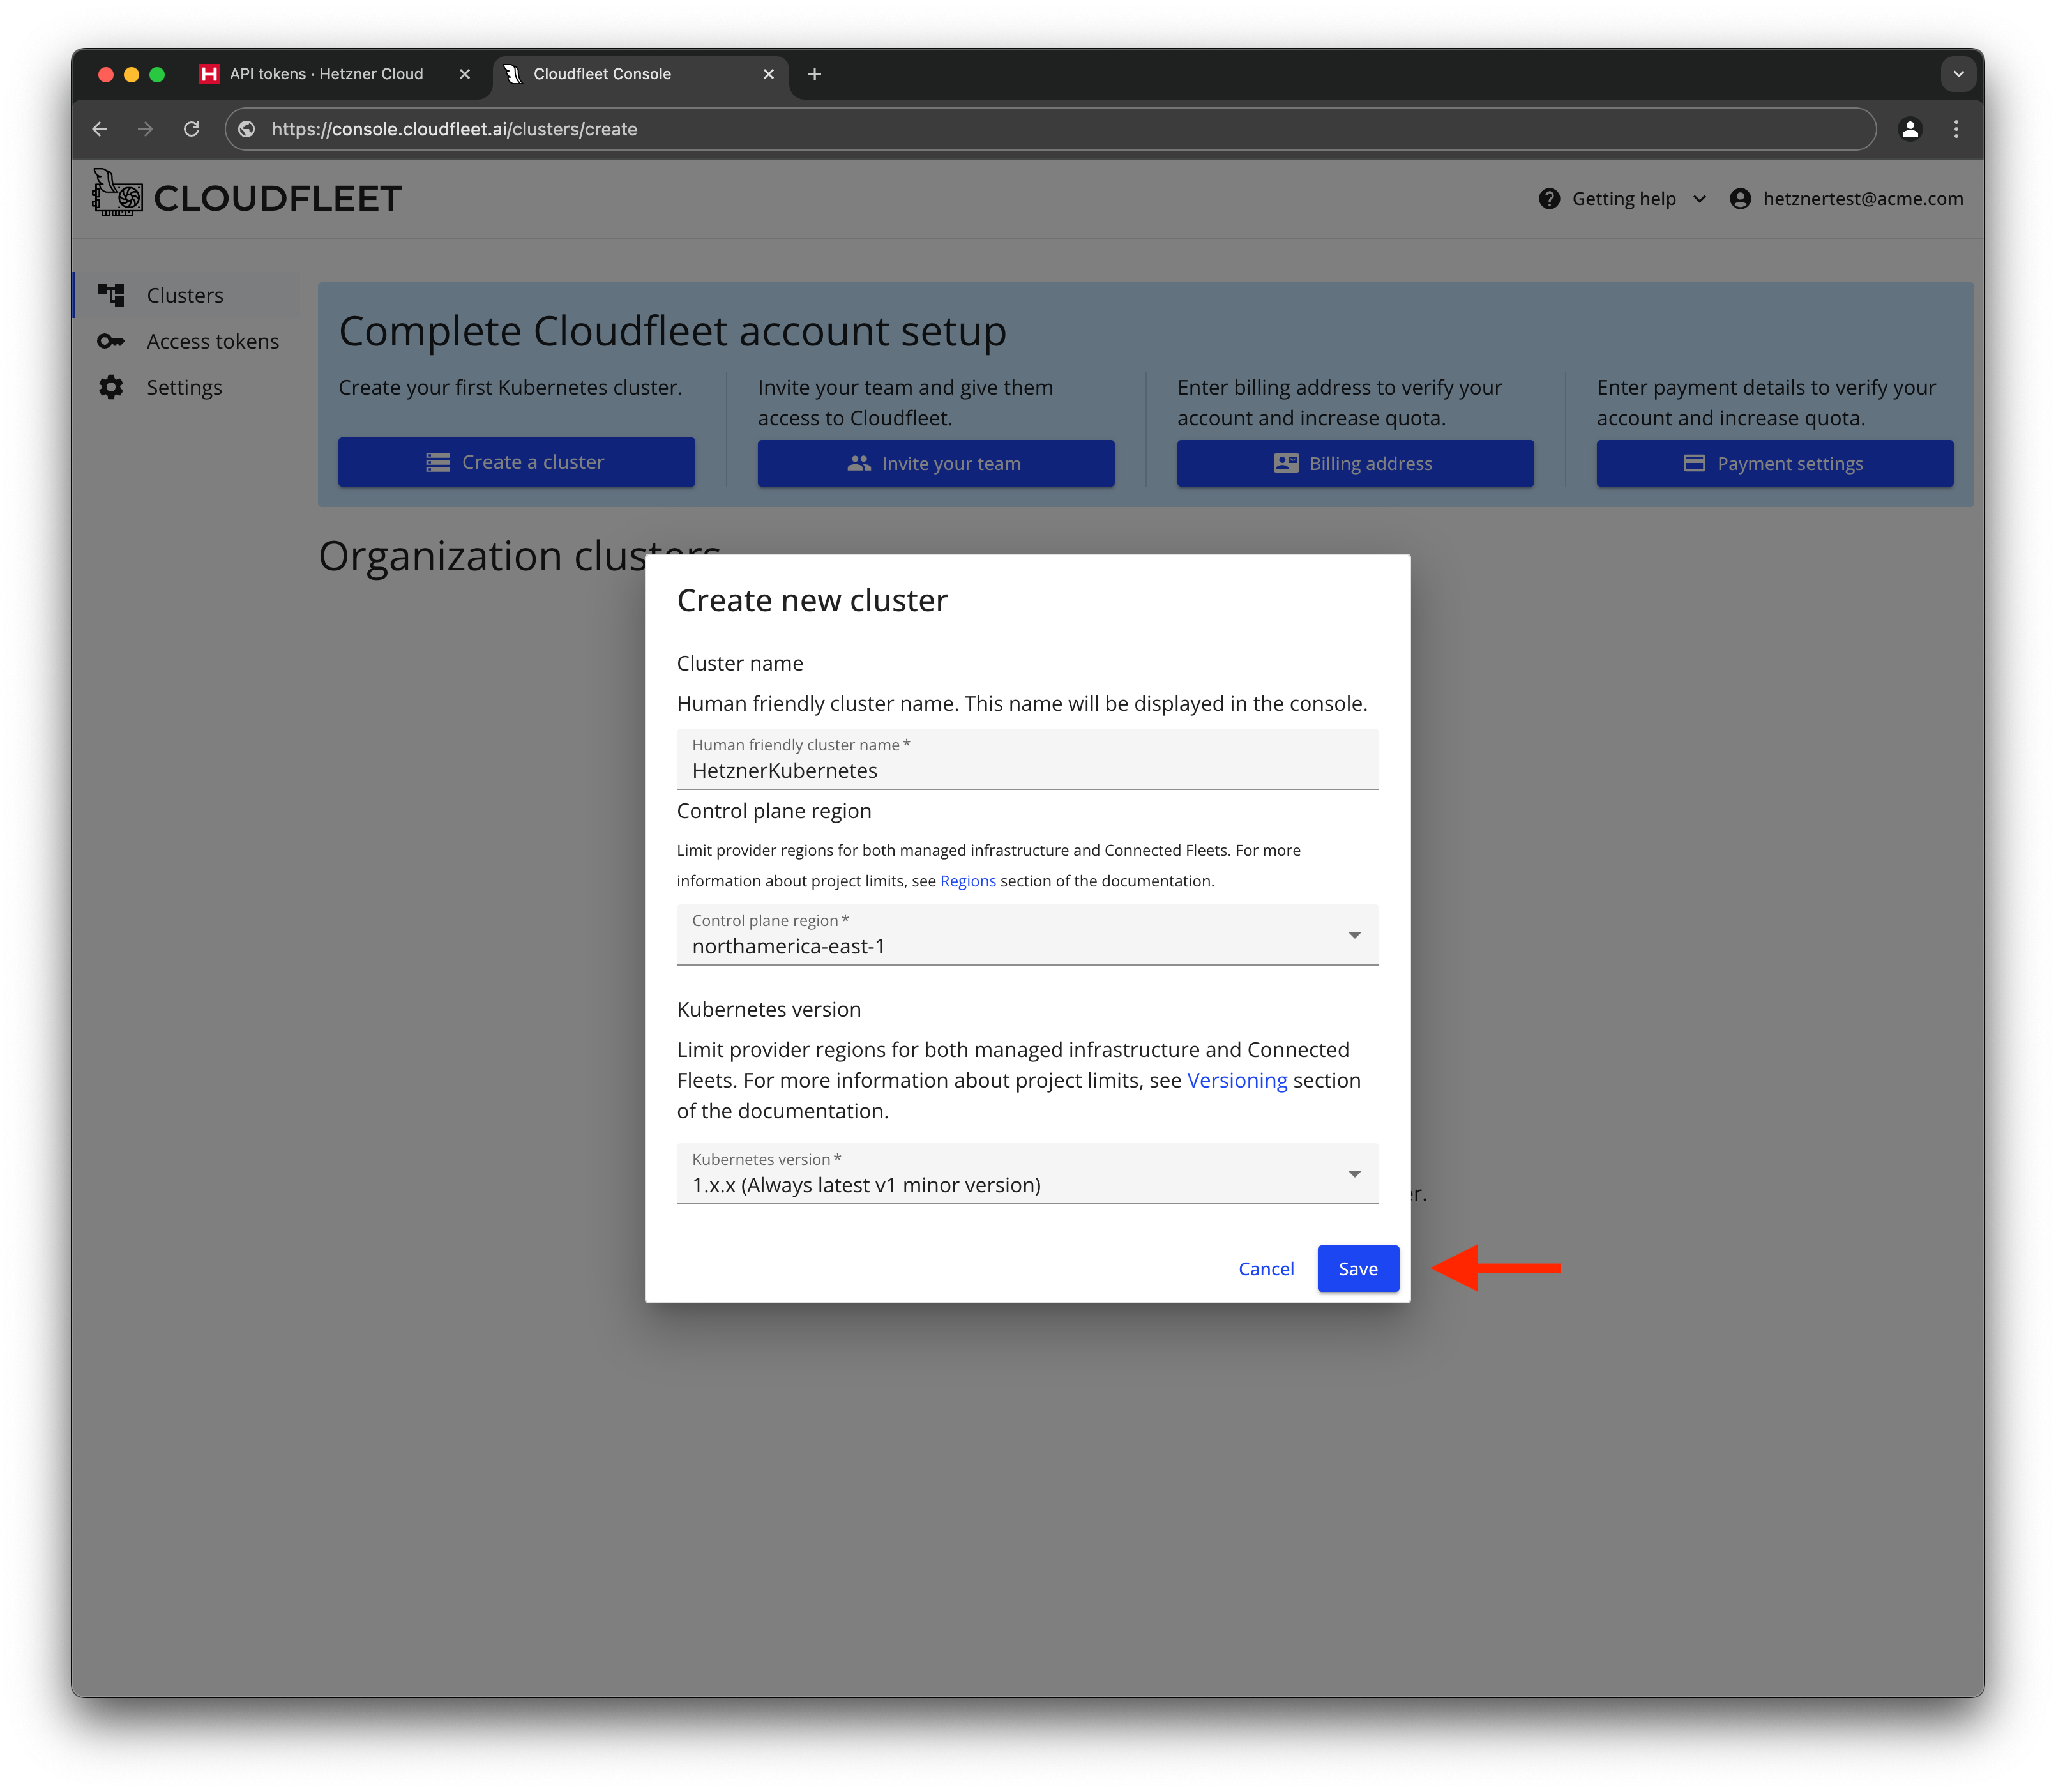 API tokens · Hetzner Cloud
Cloudfleet Console
https://console.cloudfleet.ai/clusters/create
CLOUDFLEET
Getting help
hetznertest@acme.com
Clusters
Access tokens
Settings
Complete Cloudfleet account setup
Create your first Kubernetes cluster.
Create a cluster
Invite your team and give them
access to Cloudfleet.
Invite your team
Enter billing address to verify your
account and increase quota.
Billing address
Enter payment details to verify your
account and increase quota.
Payment settings
Organization clusters
Create new cluster
Cluster name
Human friendly cluster name. This name will be displayed in the console.
Human friendly cluster name *
HetznerKubernetes
Control plane region
Limit provider regions for both managed infrastructure and Connected Fleets. For more
information about project limits, see Regions section of the documentation.
Control plane region *
northamerica-east-1
Kubernetes version
Limit provider regions for both managed infrastructure and Connected
Fleets. For more information about project limits, see Versioning section
of the documentation.
Kubernetes version *
1.x.x (Always latest v1 minor version)
Cancel
Save